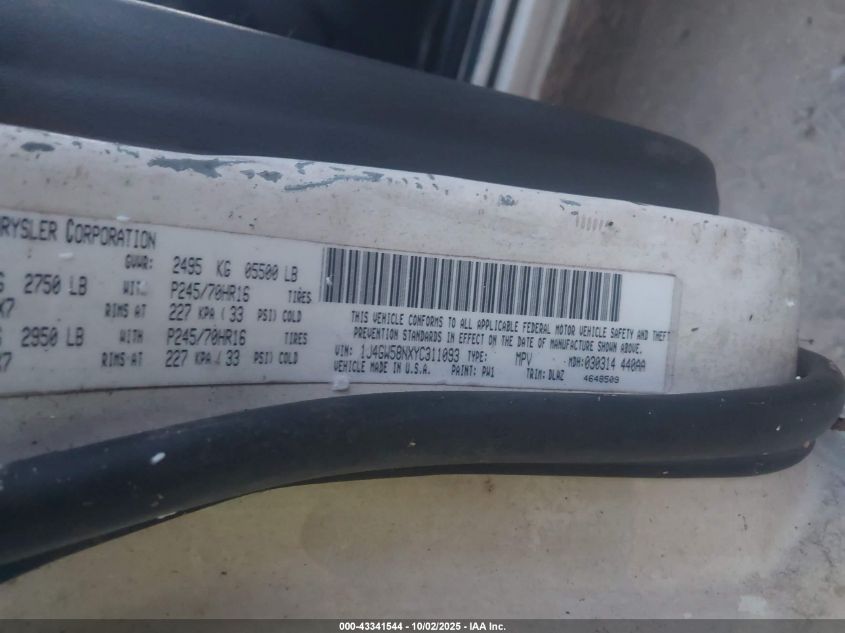 RYSLER CORPORATION
GVWR: 2495 KG 05500 LB
2750 LB WITH P245/70HR16 TIRES
X7 RIMS AT 227 KPA ( 33 PSI) COLD
2950 LB WITH P245/70HR16 TIRES
X7 RIMS AT 227 KPA ( 33 PSI) COLD
THIS VEHICLE CONFORMS TO ALL APPLICABLE FEDERAL MOTOR VEHICLE SAFETY AND THEFT
PREVENTION STANDARDS IN EFFECT ON THE DATE OF MANUFACTURE SHOWN ABOVE.
VIN: 1J4GW58NXYC311093 TYPE: MPV MDH: 030314 440AA
VEHICLE MADE IN U.S.A. PAINT: PW1 TRIM: DLAZ 4648509
000-43341544 - 10/02/2025 - IAA Inc.